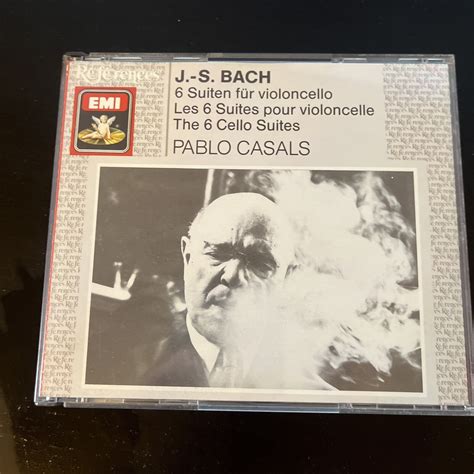 Références
J.-S. BACH
6 Suiten für violoncello
Les 6 Suites pour violoncelle
The 6 Cello Suites
PABLO CASALS
EMI